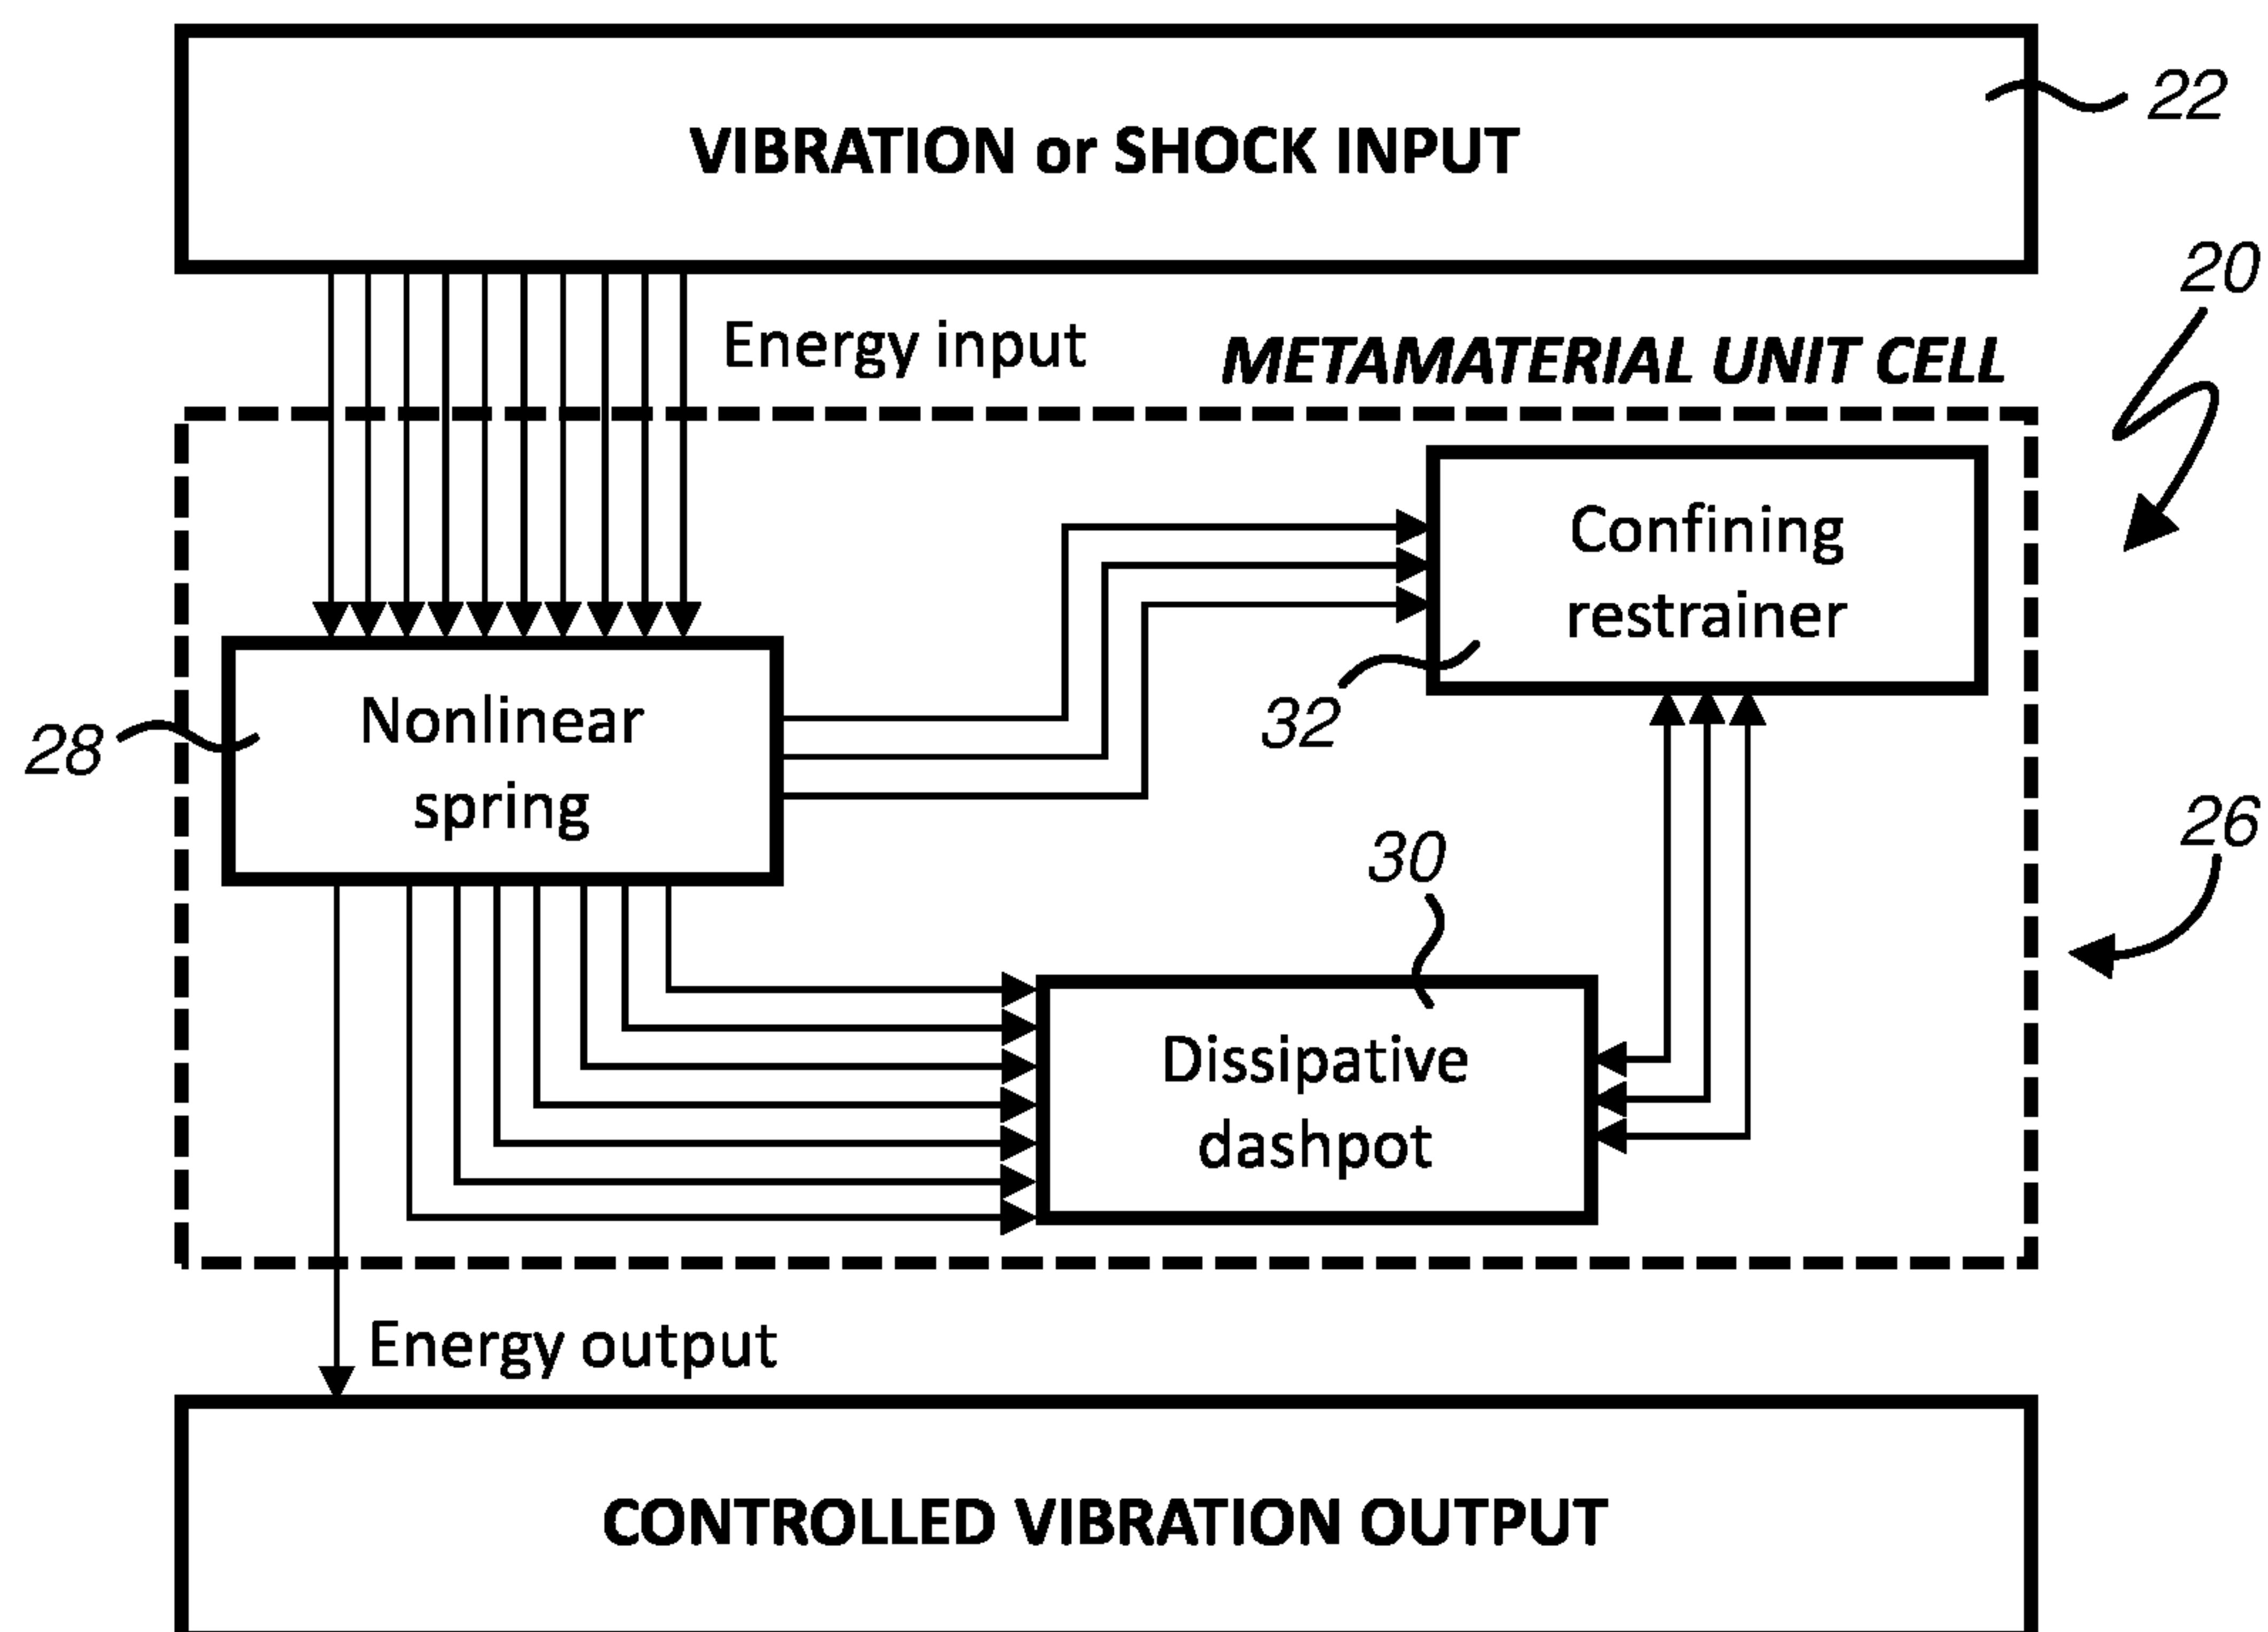 VIBRATION or SHOCK INPUT
22
20
Energy input
METAMATERIAL UNIT CELL
Confining
restrainer
32
Nonlinear
spring
28
26
30
Dissipative
dashpot
Energy output
CONTROLLED VIBRATION OUTPUT